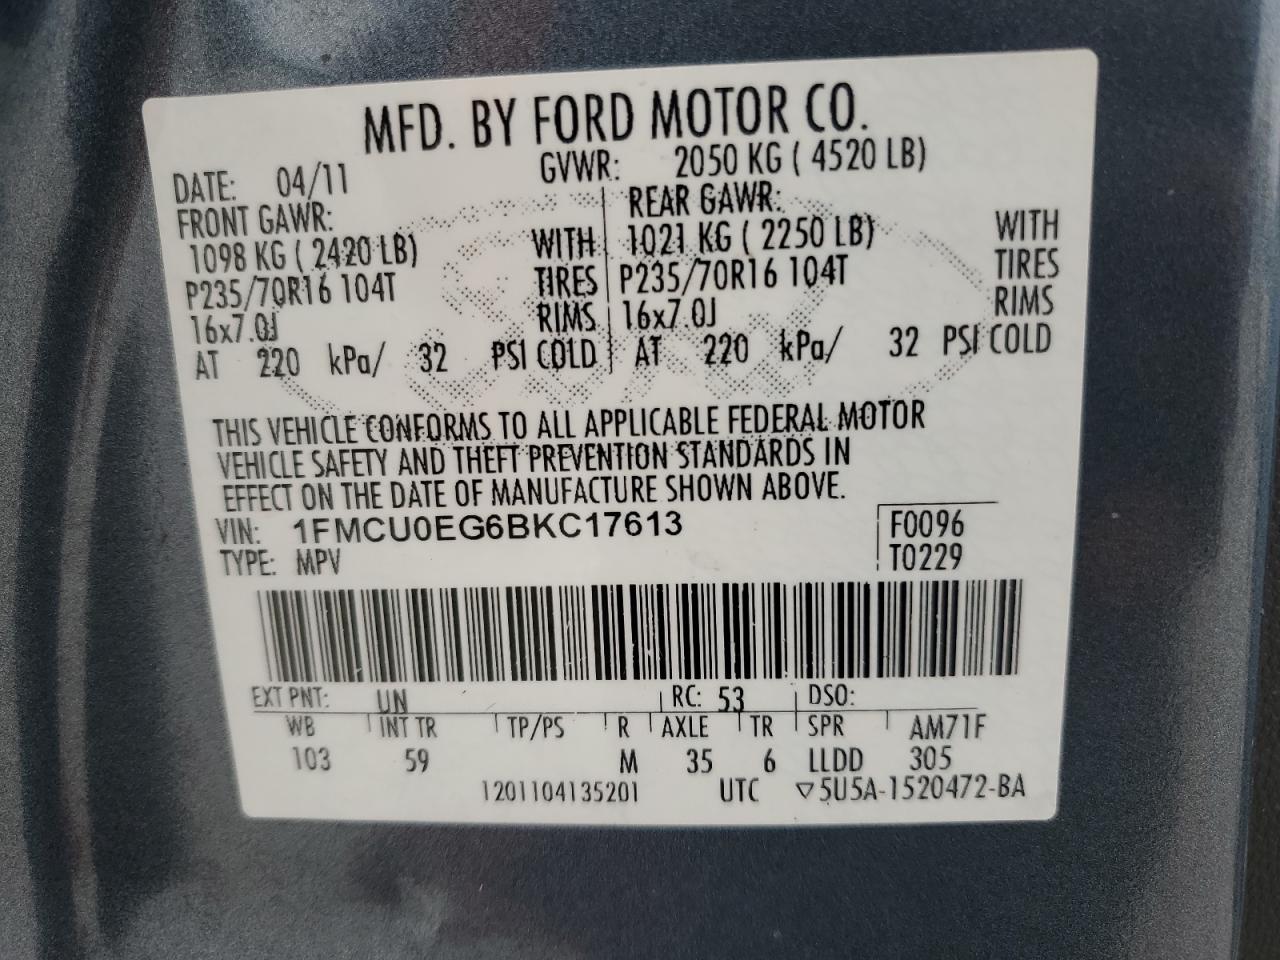 MFD. BY FORD MOTOR CO.
DATE: 04/11 GVWR: 2050 KG ( 4520 LB)
FRONT GAWR: REAR GAWR:
1098 KG ( 2420 LB) WITH 1021 KG ( 2250 LB) WITH
P235/70R16 104T TIRES P235/70R16 104T TIRES
16x7.0J RIMS 16x7.0J RIMS
AT 220 kPa/ 32 PSI COLD AT 220 kPa/ 32 PSI COLD
THIS VEHICLE CONFORMS TO ALL APPLICABLE FEDERAL MOTOR
VEHICLE SAFETY AND THEFT PREVENTION STANDARDS IN
EFFECT ON THE DATE OF MANUFACTURE SHOWN ABOVE.
VIN: 1FMCU0EG6BKC17613 F0096
TYPE: MPV T0229
EXT PNT: UN RC: 53 DSO:
WB INT TR TP/PS R AXLE TR SPR AM71F
103 59 M 35 6 LLDD 305
1201104135201 UTC ▽5U5A-1520472-BA